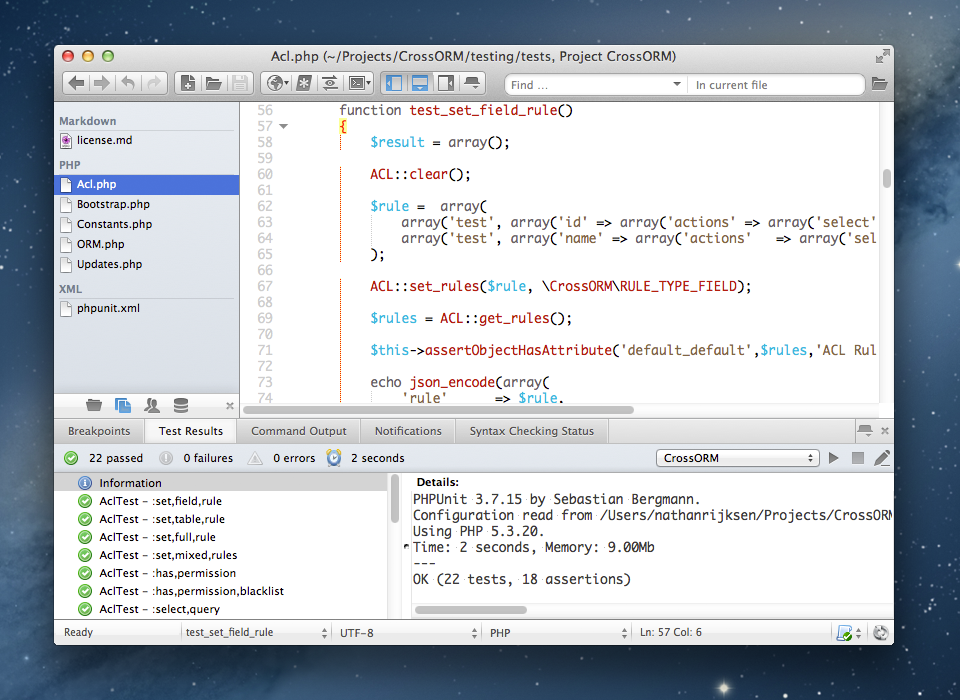 Acl.php (~/Projects/CrossORM/testing/tests, Project CrossORM)
Find ...
In current file
Markdown
license.md
PHP
Acl.php
Bootstrap.php
Constants.php
ORM.php
Updates.php
XML
phpunit.xml
56 function test_set_field_rule()
57 {
58 $result = array();
59
60 ACL::clear();
61
62 $rule =  array(
63 array('test', array('id' => array('actions' => array('select'
64 array('test', array('name' => array('actions'   => array('sel
65 );
66
67 ACL::set_rules($rule, \CrossORM\RULE_TYPE_FIELD);
68
69 $rules = ACL::get_rules();
70
71 $this->assertObjectHasAttribute('default_default',$rules,'ACL Rul
72
73 echo json_encode(array(
74 'rule'      => $rule,
Breakpoints Test Results Command Output Notifications Syntax Checking Status
22 passed 0 failures 0 errors 2 seconds CrossORM
Information
AclTest – :set,field,rule
AclTest – :set,table,rule
AclTest – :set,full,rule
AclTest – :set,mixed,rules
AclTest – :has,permission
AclTest – :has,permission,blacklist
AclTest – :select,query
Details:
PHPUnit 3.7.15 by Sebastian Bergmann.
Configuration read from /Users/nathanrijksen/Projects/CrossORM
Using PHP 5.3.20.
Time: 2 seconds, Memory: 9.00Mb
---
OK (22 tests, 18 assertions)
Ready test_set_field_rule UTF-8 PHP Ln: 57 Col: 6